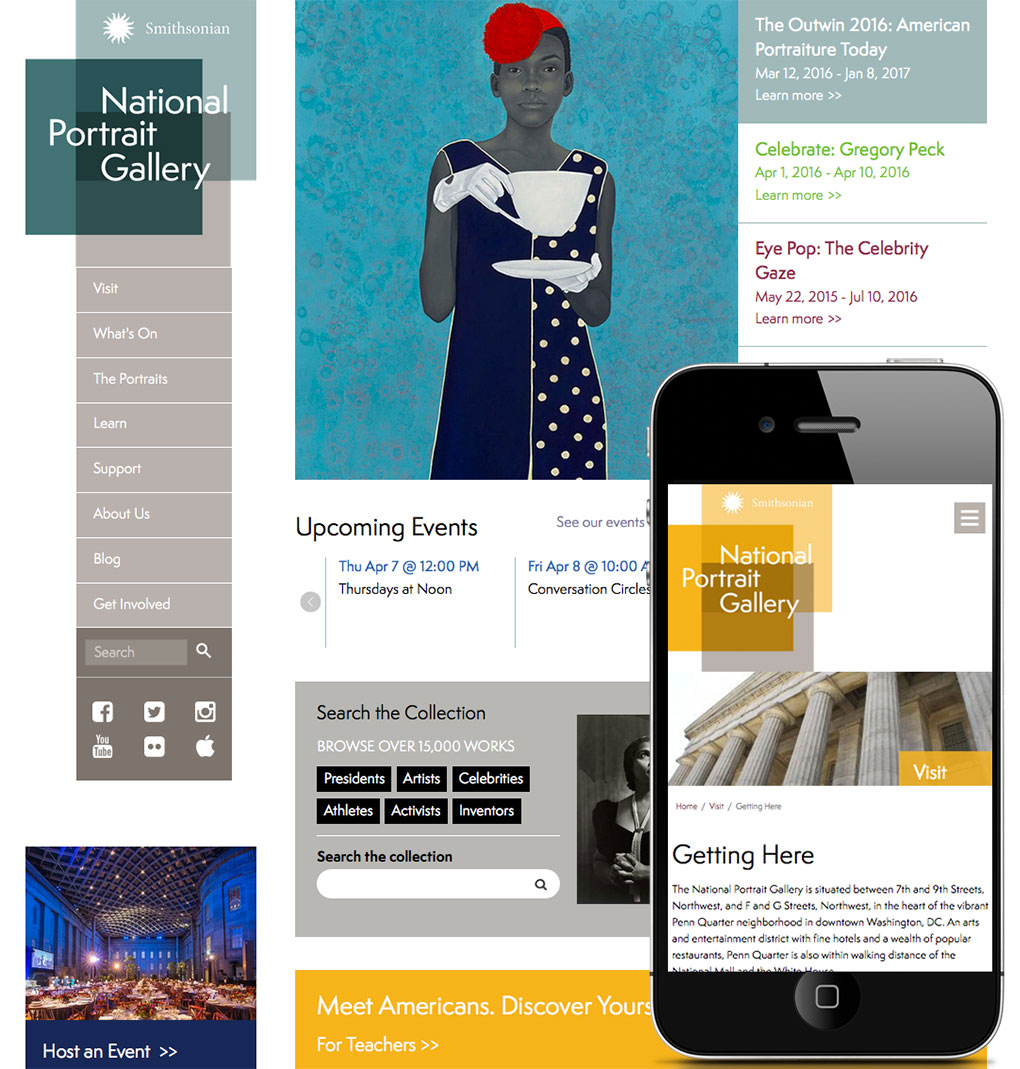 Smithsonian
National
Portrait
Gallery
Visit
What's On
The Portraits
Learn
Support
About Us
Blog
Get Involved
Search
You
Tube
Host an Event >>
The Outwin 2016: American
Portraiture Today
Mar 12, 2016 - Jan 8, 2017
Learn more >>
Celebrate: Gregory Peck
Apr 1, 2016 - Apr 10, 2016
Learn more >>
Eye Pop: The Celebrity
Gaze
May 22, 2015 - Jul 10, 2016
Learn more >>
Upcoming Events
See our events
Thu Apr 7 @ 12:00 PM
Thursdays at Noon
Fri Apr 8 @ 10:00 A
Conversation Circles
Search the Collection
BROWSE OVER 15,000 WORKS
Presidents Artists Celebrities
Athletes Activists Inventors
Search the collection
Meet Americans. Discover Yours
For Teachers >>
Smithsonian
National
Portrait
Gallery
Visit
Home / Visit / Getting Here
Getting Here
The National Portrait Gallery is situated between 7th and 9th Streets,
Northwest, and F and G Streets, Northwest, in the heart of the vibrant
Penn Quarter neighborhood in downtown Washington, DC. An arts
and entertainment district with fine hotels and a wealth of popular
restaurants, Penn Quarter is also within walking distance of the
National Mall and the White House